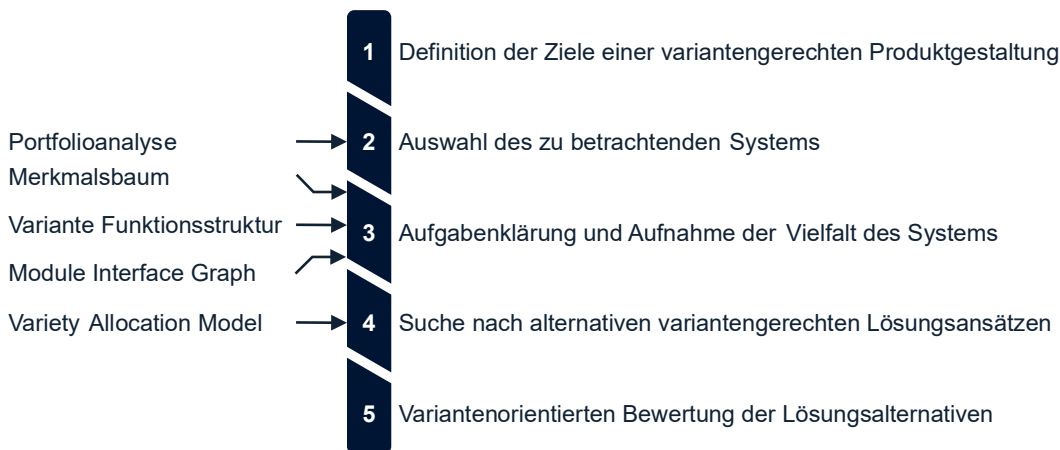 1 Definition der Ziele einer variantengerechten Produktgestaltung
Portfolioanalyse 2 Auswahl des zu betrachtenden Systems
Merkmalsbaum
Variante Funktionsstruktur 3 Aufgabenklärung und Aufnahme der Vielfalt des Systems
Module Interface Graph
Variety Allocation Model 4 Suche nach alternativen variantengerechten Lösungsansätzen
5 Variantenorientierten Bewertung der Lösungsalternativen